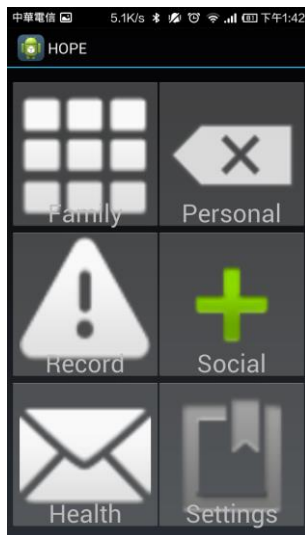 中華電信 5.1K/s 下午1:42
HOPE
Family Personal
Record Social
Health Settings